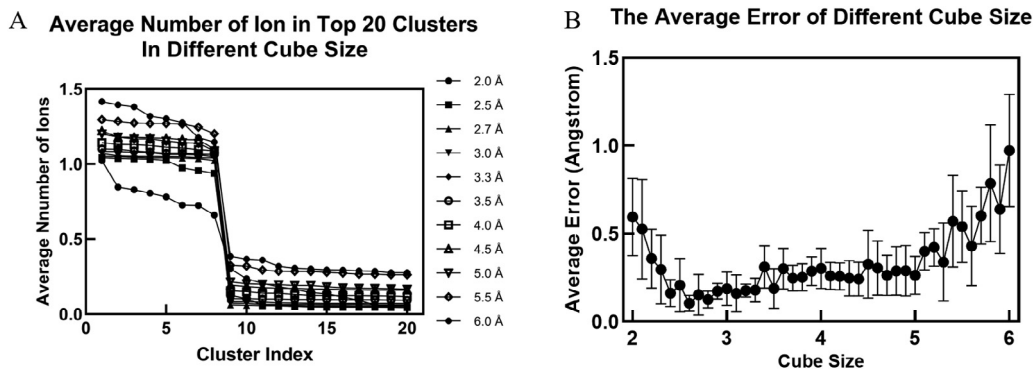 A
Average Number of Ion in Top 20 Clusters
In Different Cube Size
Average Nnumber of Ions
1.5
1.0
0.5
0.0
0
5
10
15
20
Cluster Index
2.0 Å
2.5 Å
2.7 Å
3.0 Å
3.3 Å
3.5 Å
4.0 Å
4.5 Å
5.0 Å
5.5 Å
6.0 Å
B
The Average Error of Different Cube Size
Average Error (Angstrom)
1.5
1.0
0.5
0.0
2
3
4
5
6
Cube Size